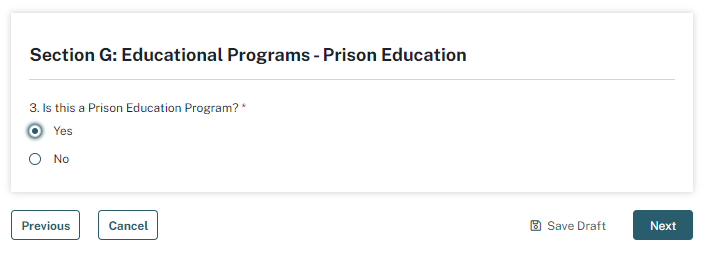 Section G: Educational Programs - Prison Education
3. Is this a Prison Education Program? *
Yes
No
Previous
Cancel
Save Draft
Next